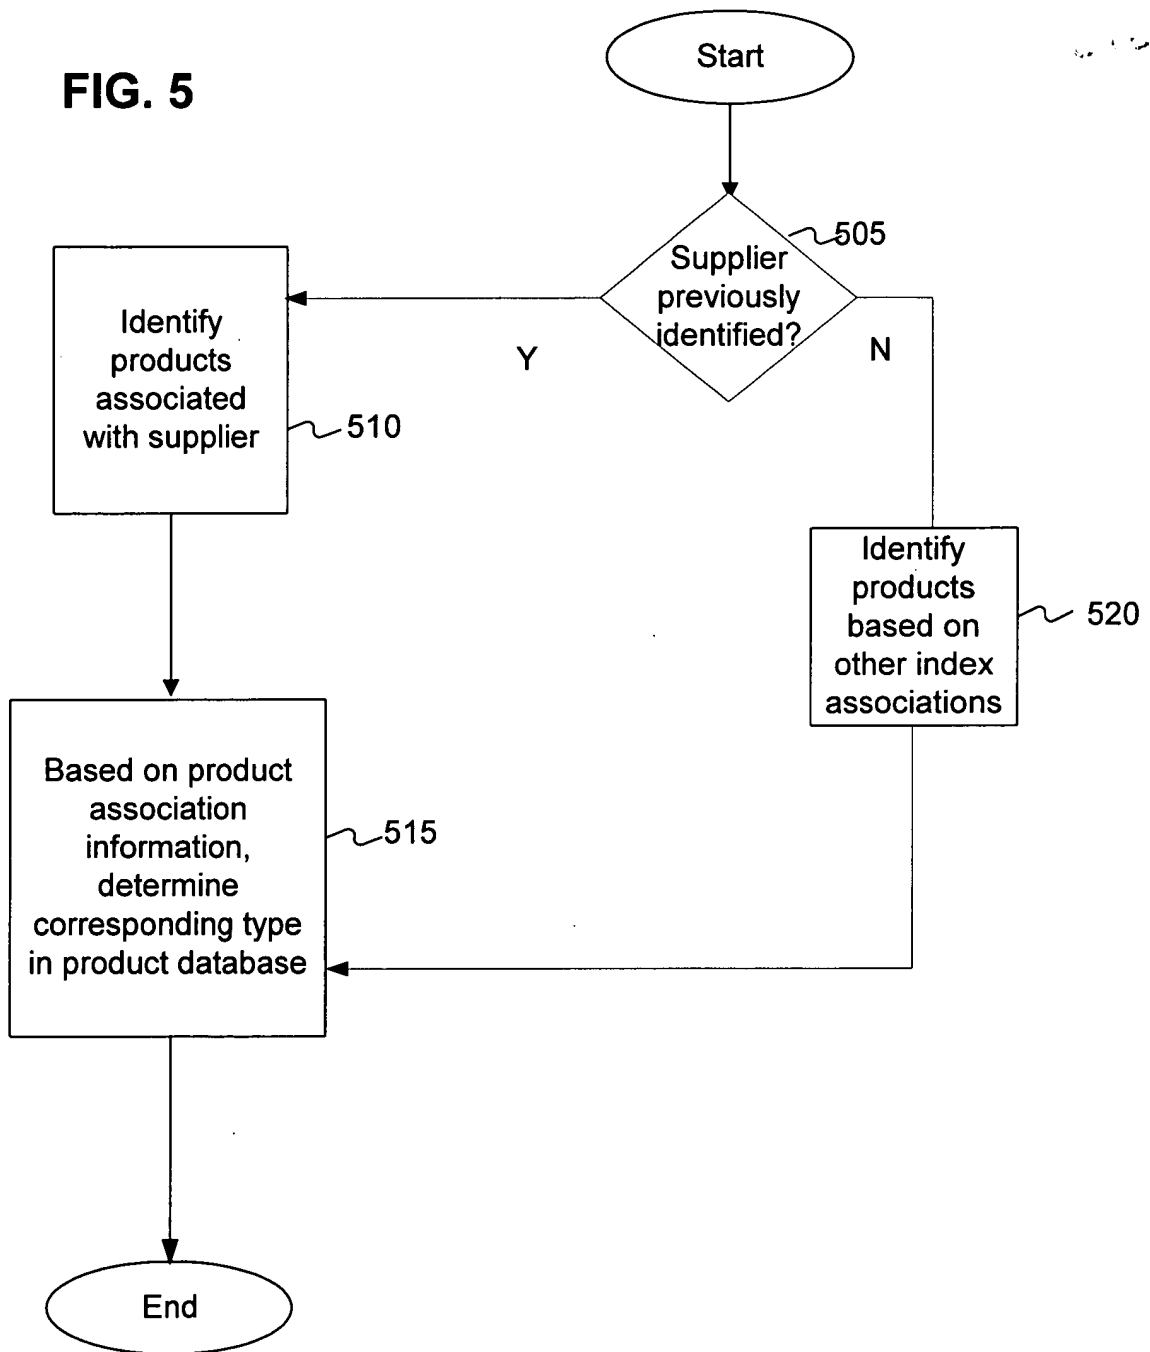 FIG. 5
Start
505
Supplier
previously
identified?
Y
N
Identify
products
associated
with supplier
510
Identify
products
based on
other index
associations
520
Based on product
association
information,
determine
corresponding type
in product database
515
End